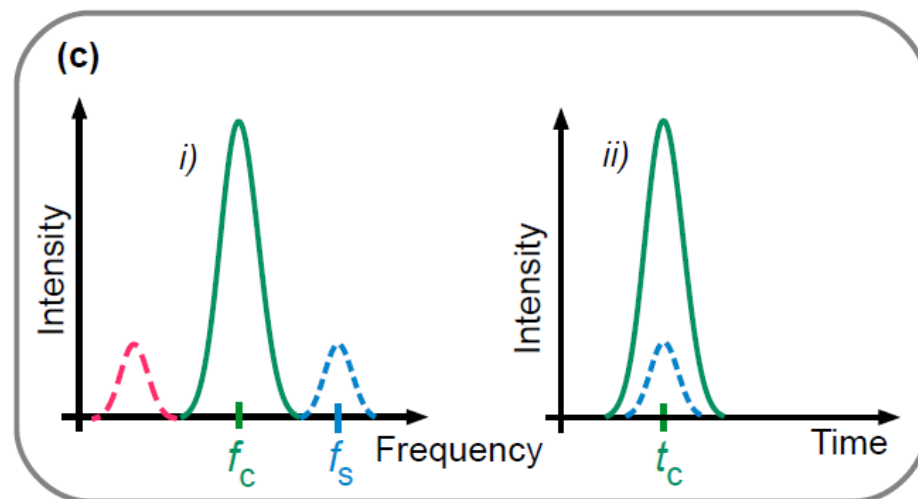 (c)
i)
Intensity
f_c
f_s
Frequency
ii)
Intensity
t_c
Time